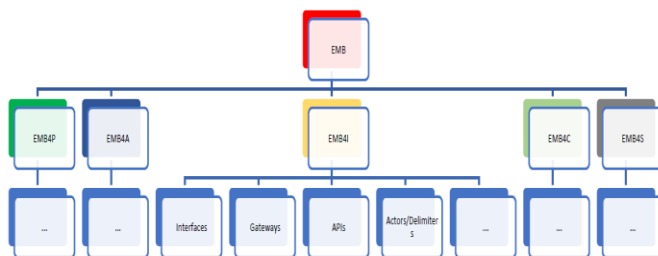 EMB
EMB4P
EMB4A
EMB4I
EMB4C
EMB4S
...
...
Interfaces
Gateways
APIs
Actors/Delimiter
s
...
...
...